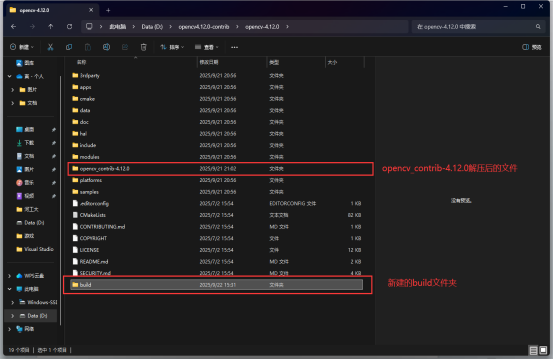 opencv-4.12.0
此电脑 > Data (D:) > opencv4.12.0-contrib > opencv-4.12.0 >
在 opencv-4.12.0 中搜索
新建 排序 查看 ... 预览
名称 修改日期 类型 大小
图库
真 - 个人
图片
文档
桌面
下载
文档
图片
音乐
视频
河工大
Data (D:)
游戏
Visual Studio
WPS云盘
此电脑
Windows-SSD
Data (D:)
网络
3rdparty 2025/9/21 20:56 文件夹
apps 2025/9/21 20:56 文件夹
cmake 2025/9/21 20:56 文件夹
data 2025/9/21 20:56 文件夹
doc 2025/9/21 20:56 文件夹
hal 2025/9/21 20:56 文件夹
include 2025/9/21 20:56 文件夹
modules 2025/9/21 20:56 文件夹
opencv_contrib-4.12.0 2025/9/21 21:02 文件夹
platforms 2025/9/21 20:56 文件夹
samples 2025/9/21 20:56 文件夹
.editorconfig 2025/7/2 15:54 EDITORCONFIG 文件 1 KB
CMakeLists 2025/7/2 15:54 文本文档 82 KB
CONTRIBUTING.md 2025/7/2 15:54 MD 文件 1 KB
COPYRIGHT 2025/7/2 15:54 文件 2 KB
LICENSE 2025/7/2 15:54 文件 12 KB
README.md 2025/7/2 15:54 MD 文件 2 KB
SECURITY.md 2025/7/2 15:54 MD 文件 4 KB
build 2025/9/22 15:31 文件夹
opencv_contrib-4.12.0解压后的文件
没有预览。
新建的build文件夹
19 个项目 选中 1 个项目